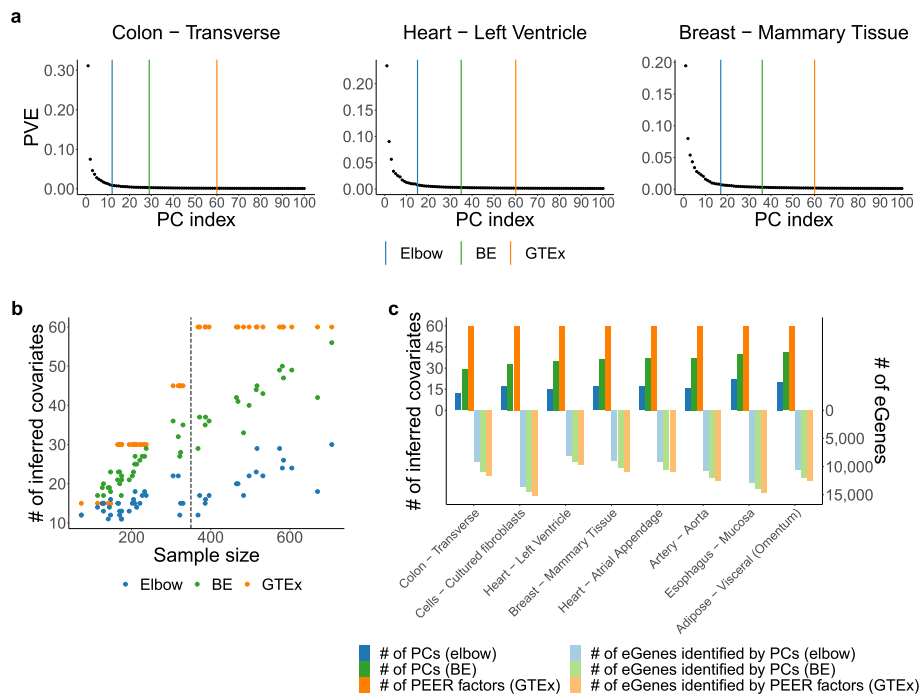 a
Colon − Transverse
Heart − Left Ventricle
Breast − Mammary Tissue
PVE
0.30
0.20
0.10
0.00
0.20
0.15
0.10
0.05
0.00
0.20
0.15
0.10
0.05
0.00
0 10 20 30 40 50 60 70 80 90 100
0 10 20 30 40 50 60 70 80 90 100
0 10 20 30 40 50 60 70 80 90 100
PC index
PC index
PC index
Elbow BE GTEx
b
# of inferred covariates
60
50
40
30
20
10
200 400 600
Sample size
Elbow BE GTEx
c
# of inferred covariates
60
45
30
15
0
# of eGenes
0
5,000
10,000
15,000
Colon − Transverse
Cells − Cultured fibroblasts
Heart − Left Ventricle
Breast − Mammary Tissue
Heart − Atrial Appendage
Artery − Aorta
Esophagus − Mucosa
Adipose − Visceral (Omentum)
# of PCs (elbow)
# of PCs (BE)
# of PEER factors (GTEx)
# of eGenes identified by PCs (elbow)
# of eGenes identified by PCs (BE)
# of eGenes identified by PEER factors (GTEx)